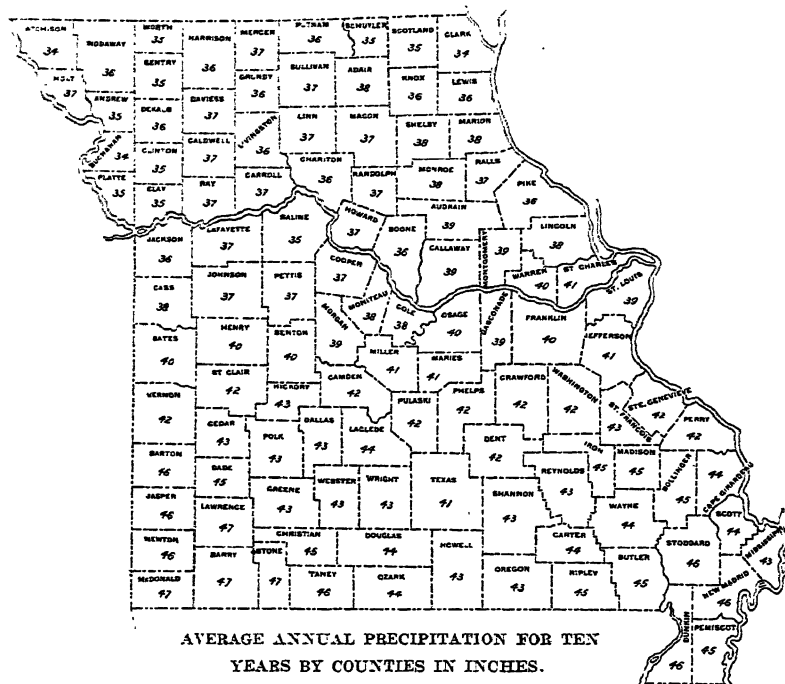 ATCHISON
34
NODAWAY
36
WORTH
35
HARRISON
36
MERCER
37
PUTNAM
36
SCHUYLER
35
SCOTLAND
35
CLARK
34
HOLT
37
GENTRY
35
GRUNDY
36
SULLIVAN
37
ADAIR
38
KNOX
36
LEWIS
36
ANDREW
35
DEKALB
36
DAVIESS
37
LIVINGSTON
36
LINN
37
MACON
37
SHELBY
38
MARION
38
BUCHANAN
34
CLINTON
35
CALDWELL
37
CHARITON
36
RANDOLPH
37
MONROE
38
RALLS
37
PIKE
36
PLATTE
35
CLAY
35
RAY
37
CARROLL
37
AUDRAIN
39
JACKSON
36
LAFAYETTE
37
SALINE
35
HOWARD
37
BOONE
36
CALLAWAY
39
MONTGOMERY
39
LINCOLN
38
WARREN
40
ST CHARLES
41
ST. LOUIS
39
CASS
38
JOHNSON
37
PETTIS
37
COOPER
37
MONITEAU
38
COLE
38
OSAGE
40
GASCONADE
39
FRANKLIN
40
JEFFERSON
41
BATES
40
HENRY
40
BENTON
40
MORGAN
39
MILLER
41
MARIES
41
VERNON
42
ST CLAIR
42
HICKORY
43
CAMDEN
42
PULASKI
42
PHELPS
42
CRAWFORD
42
WASHINGTON
42
ST. FRANCOIS
43
STE. GENEVIEVE
42
PERRY
42
CEDAR
43
POLK
43
DALLAS
43
LACLEDE
44
DENT
42
IRON
45
MADISON
45
BOLLINGER
45
CAPE GIRARDEAU
44
BARTON
46
DADE
45
GREENE
43
WEBSTER
43
WRIGHT
43
TEXAS
41
SHANNON
43
REYNOLDS
43
WAYNE
44
SCOTT
44
MISSISSIPPI
43
JASPER
46
LAWRENCE
47
CHRISTIAN
45
DOUGLAS
44
HOWELL
43
CARTER
44
BUTLER
45
STODDARD
46
NEWTON
46
BARRY
47
STONE
47
TANEY
46
OZARK
44
OREGON
43
RIPLEY
45
NEW MADRID
46
McDONALD
47
DUNKIN
46
PEMISCOT
45
AVERAGE ANNUAL PRECIPITATION FOR TEN
YEARS BY COUNTIES IN INCHES.